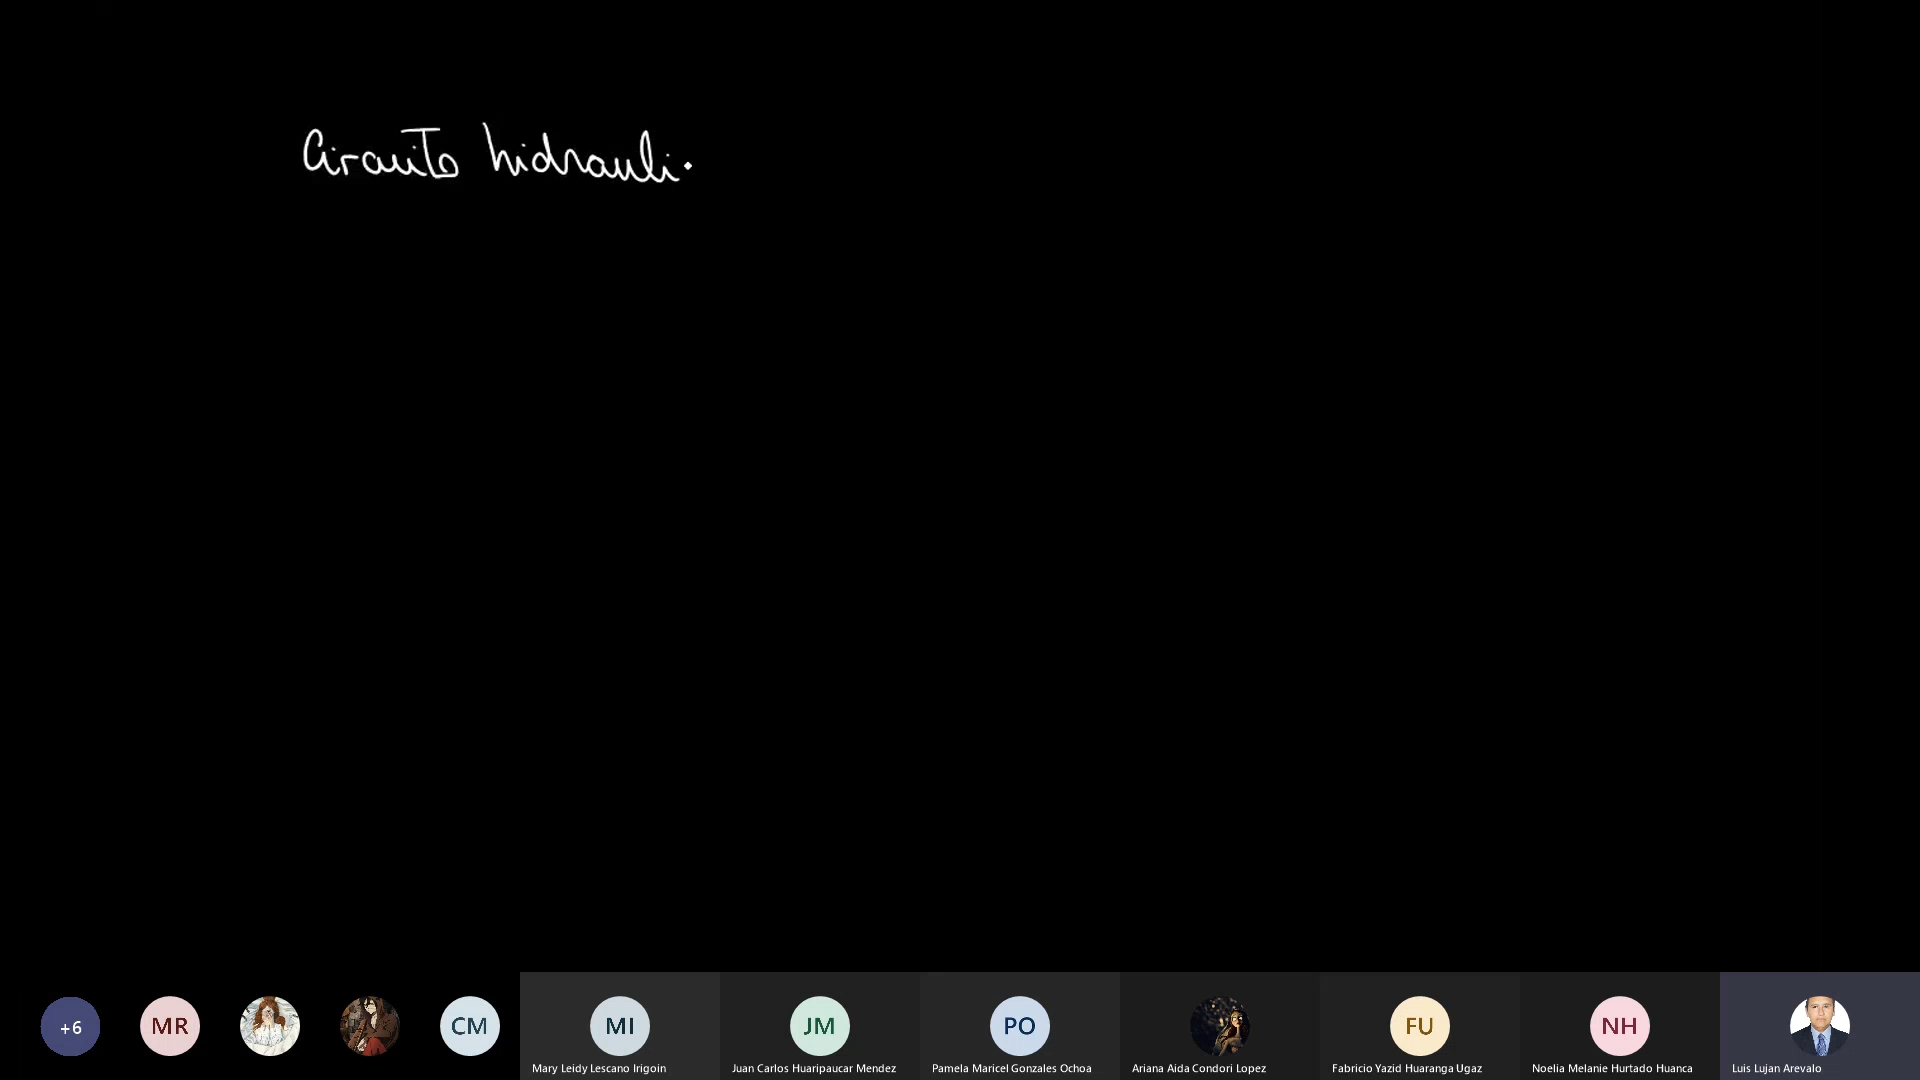 Circuito hidrauli
+6
MR
CM
MI
JM
PO
FU
NH
Mary Leidy Lescano Irigoin
Juan Carlos Huaripaucar Mendez
Pamela Maricel Gonzales Ochoa
Ariana Aida Condori Lopez
Fabricio Yazid Huaranga Ugaz
Noelia Melanie Hurtado Huanca
Luis Lujan Arevalo